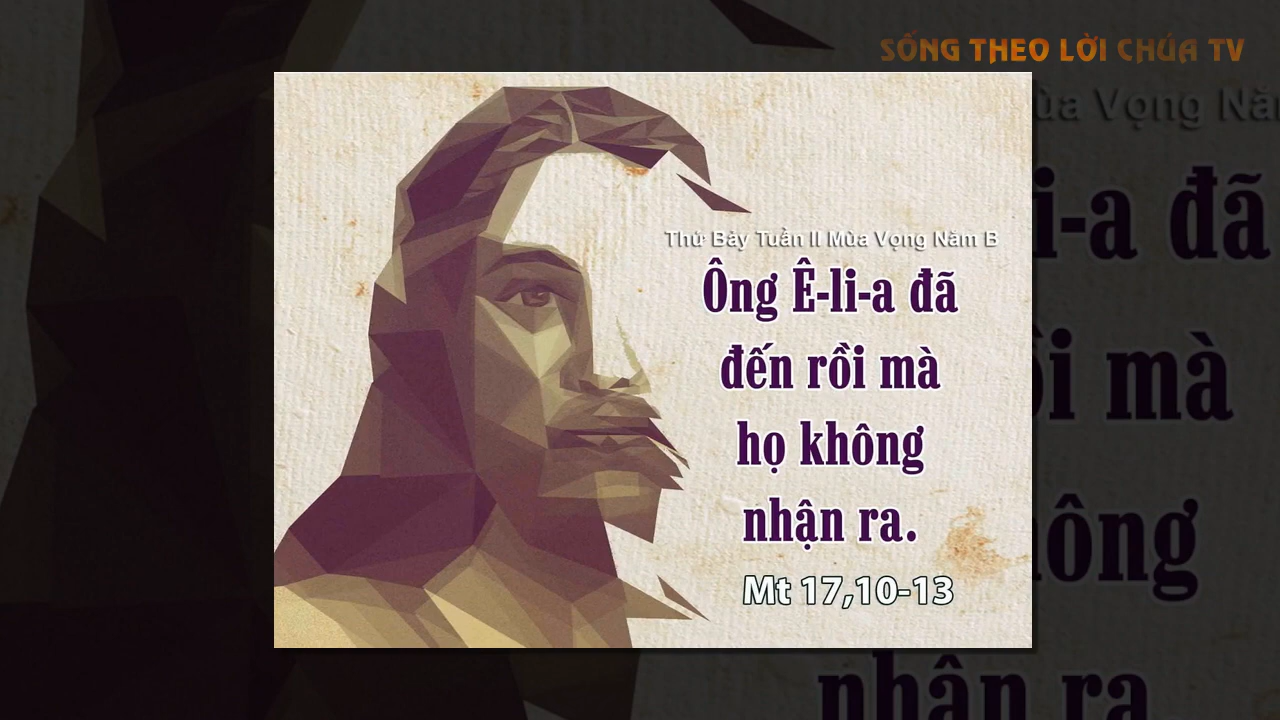 SỐNG THEO LỜI CHÚA TV
Thứ Bảy Tuần II Mùa Vọng Năm B
Ông Ê-li-a đã
đến rồi mà
họ không
nhận ra.
Mt 17,10-13